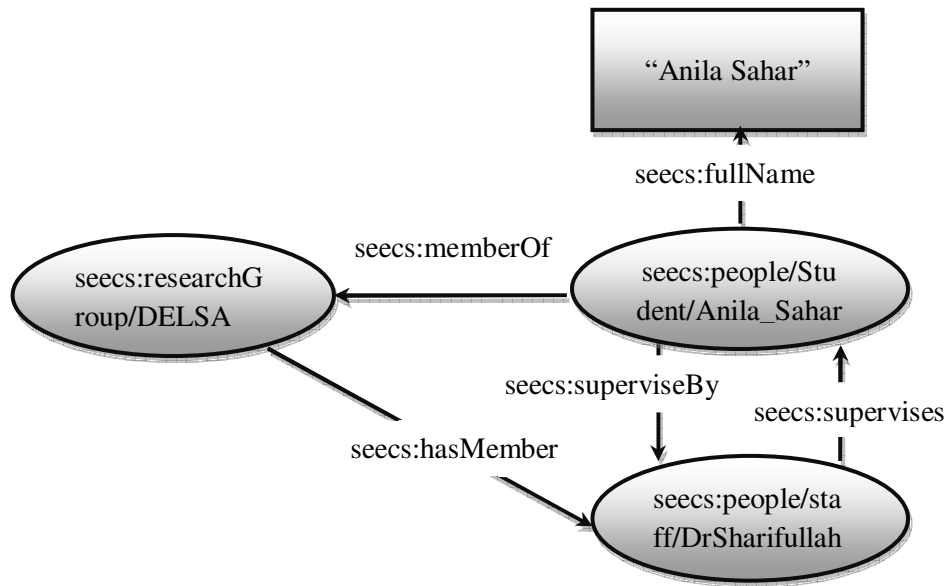 “Anila Sahar”
seecs:fullName
seecs:memberOf
seecs:researchG
roup/DELSA
seecs:people/Stu
dent/Anila_Sahar
seecs:superviseBy
seecs:supervises
seecs:hasMember
seecs:people/sta
ff/DrSharifullah